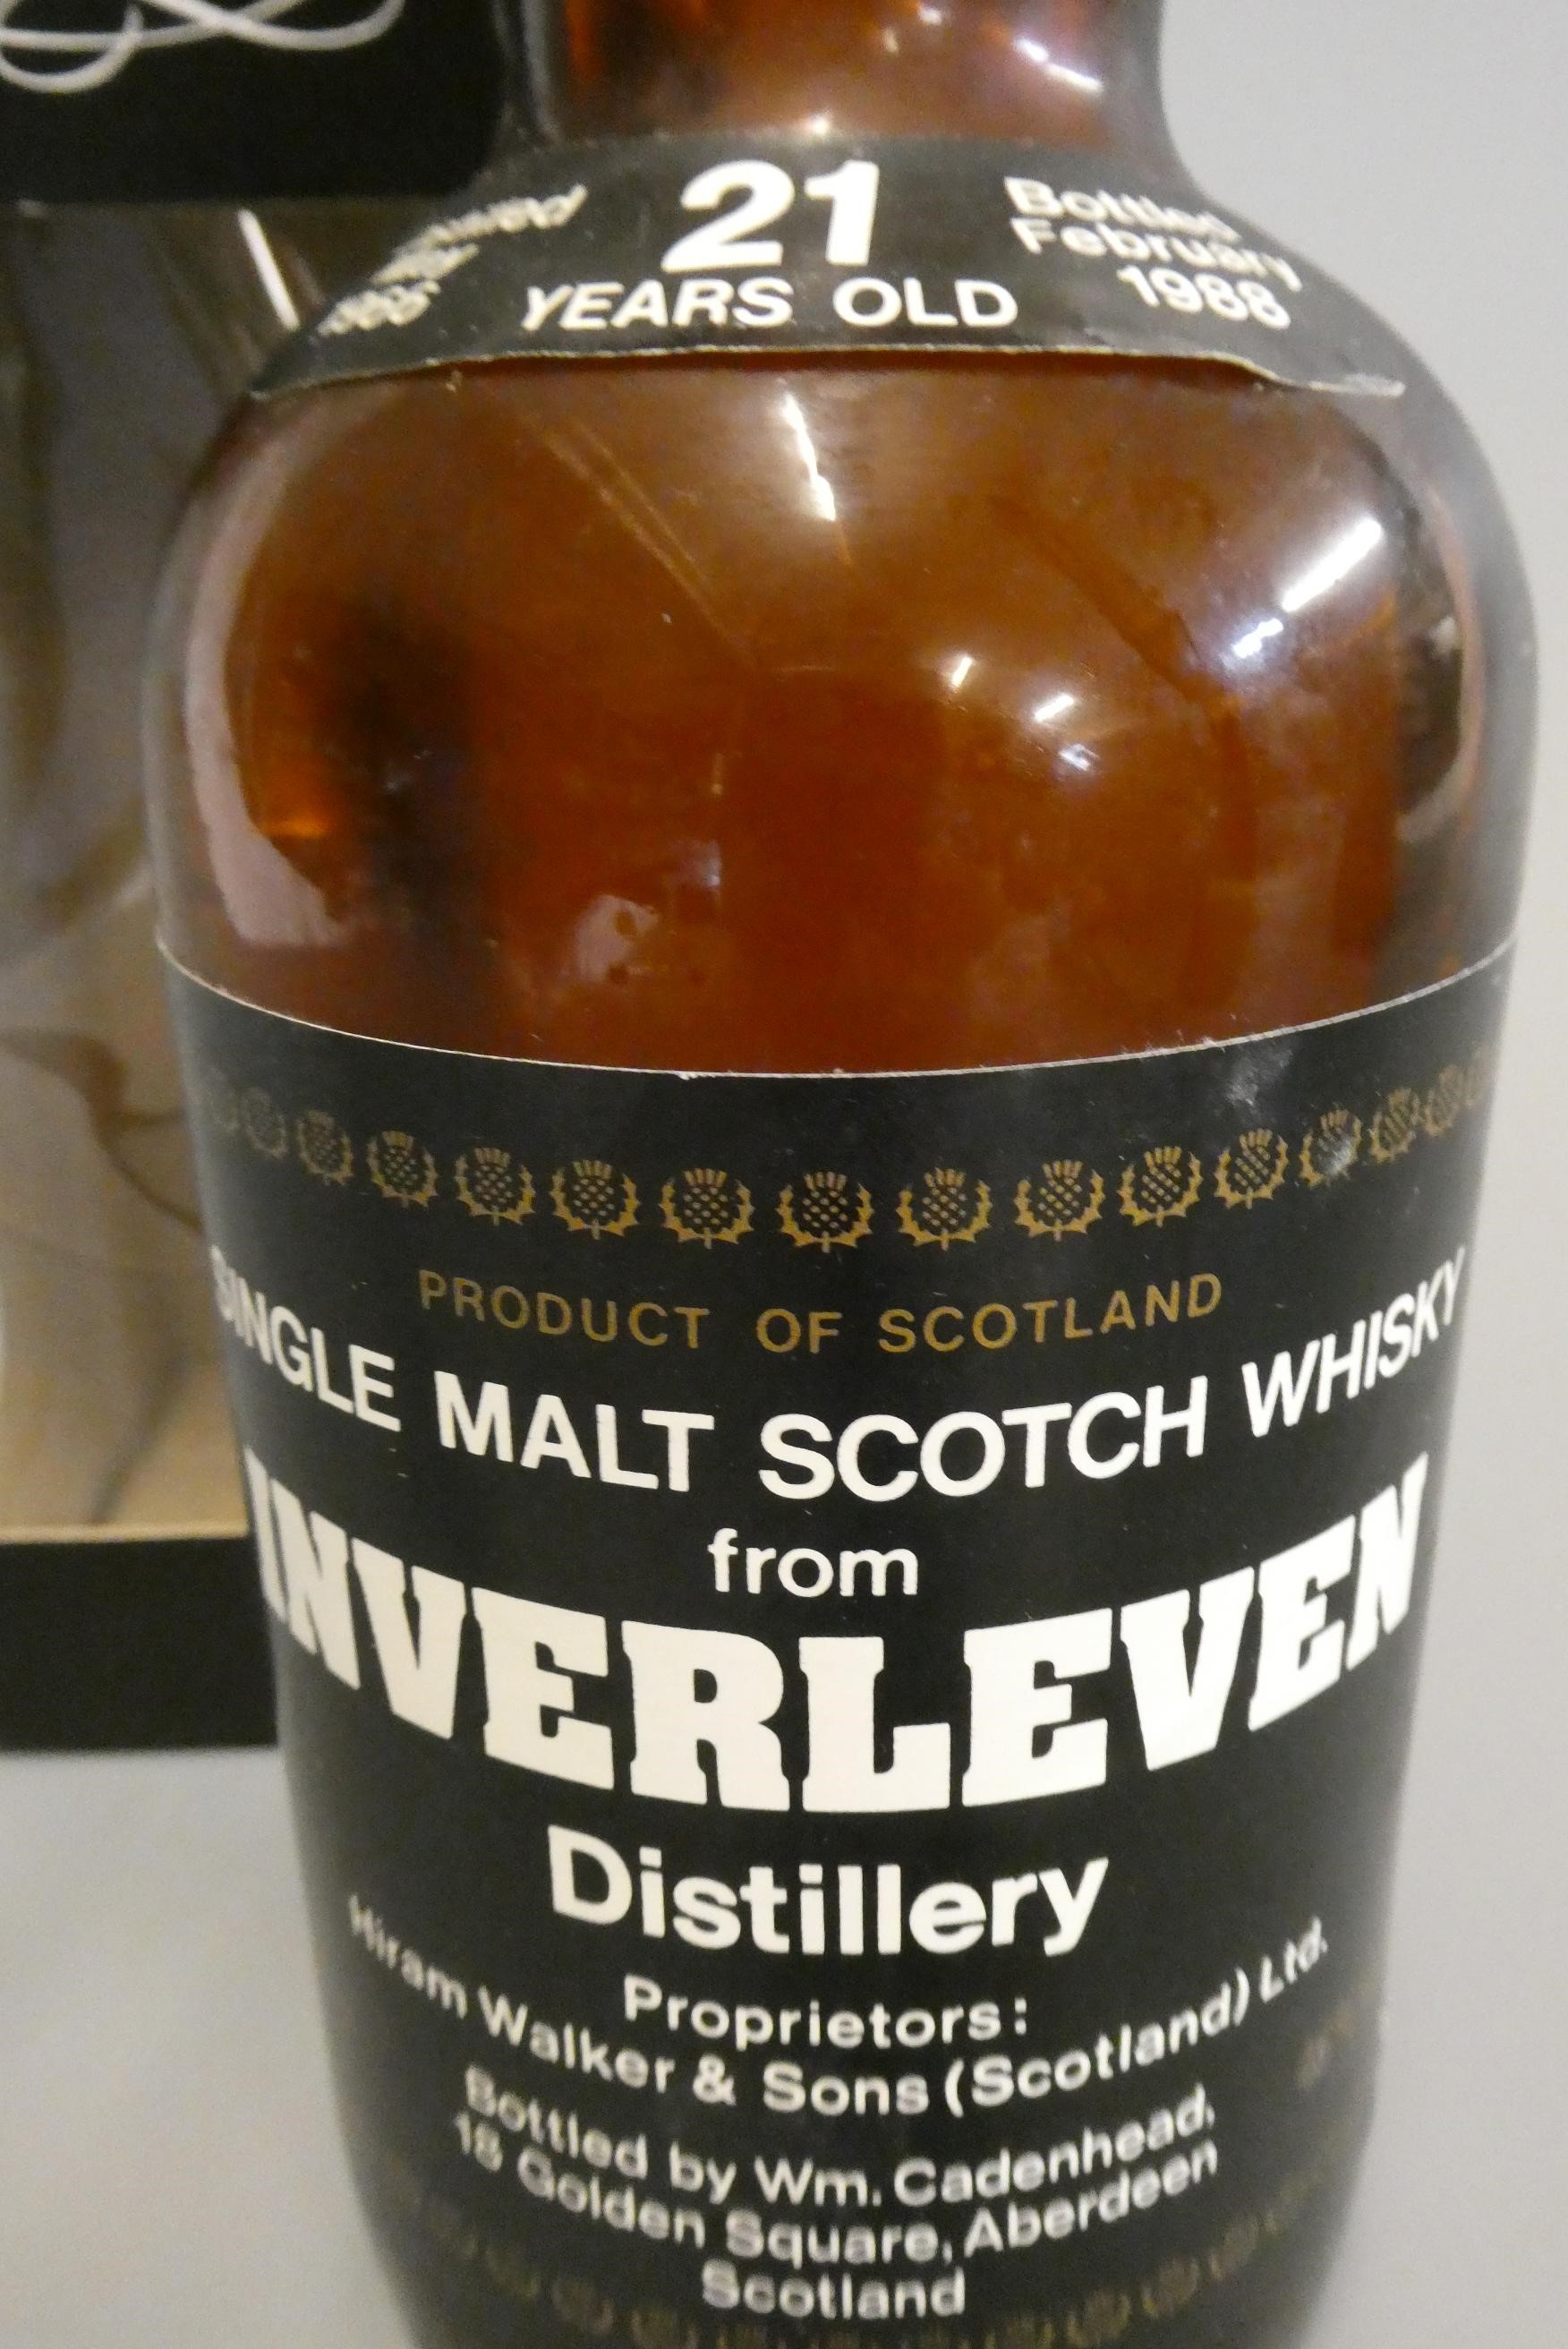 21
YEARS OLD
1966
Bottled
February
1988
PRODUCT OF SCOTLAND
SINGLE MALT SCOTCH WHISKY
from
INVERLEVEN
Distillery
Proprietors:
Hiram Walker & Sons (Scotland) Ltd.
Bottled by Wm. Cadenhead,
18 Golden Square, Aberdeen
Scotland